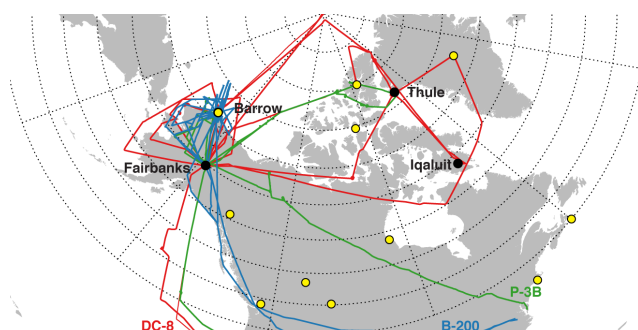 Barrow
Thule
Fairbanks
Iqaluit
P-3B
DC-8
B-200